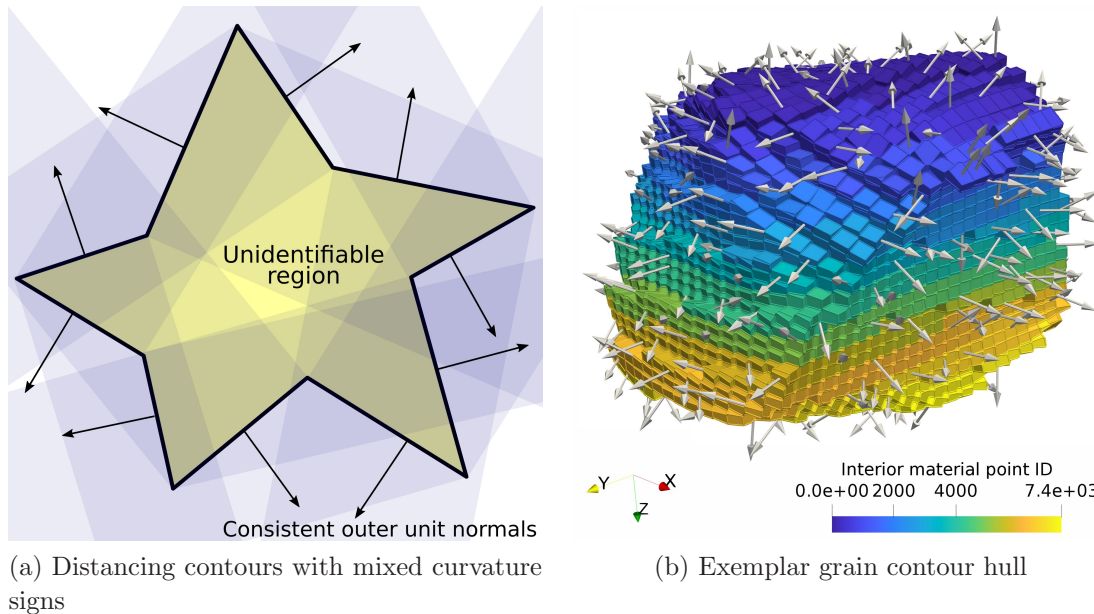 Unidentifiable
region
Consistent outer unit normals
Y
X
Z
Interior material point ID
0.0e+00 2000 4000 7.4e+03
(a) Distancing contours with mixed curvature
signs
(b) Exemplar grain contour hull